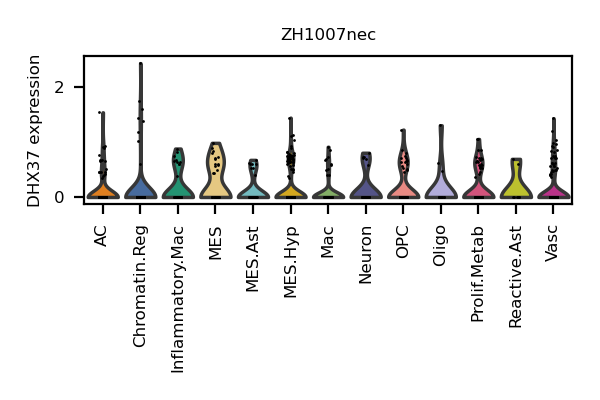 ZH1007nec
DHX37 expression
2
0
AC
Chromatin.Reg
Inflammatory.Mac
MES
MES.Ast
MES.Hyp
Mac
Neuron
OPC
Oligo
Prolif.Metab
Reactive.Ast
Vasc